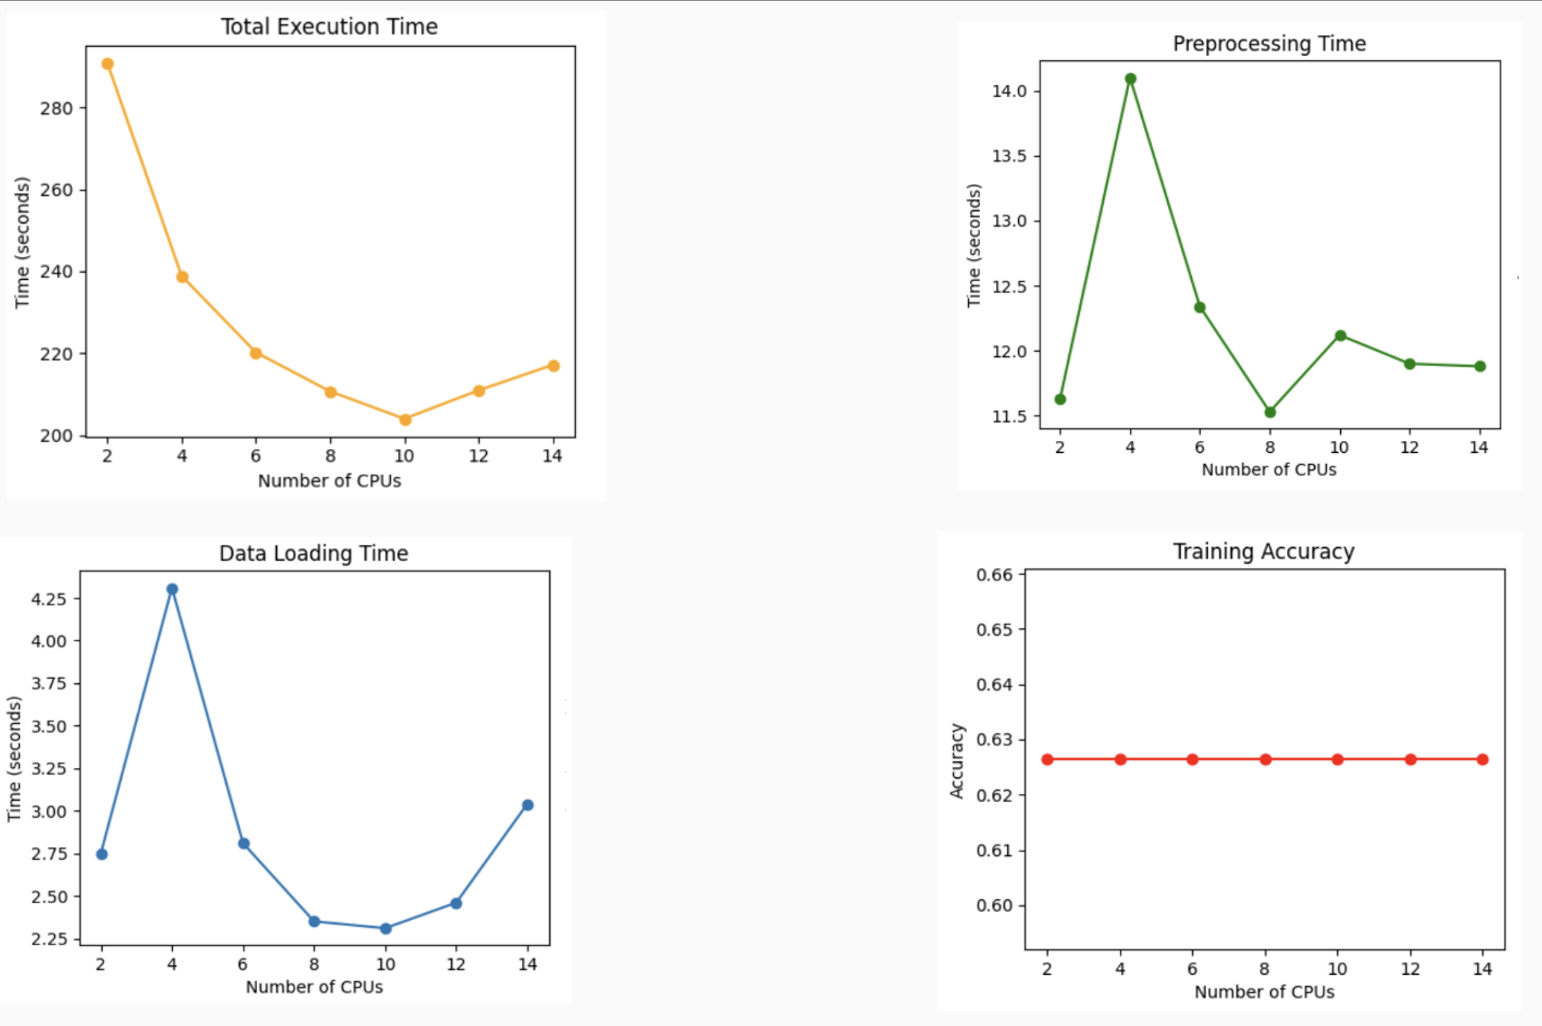 Total Execution Time
Time (seconds)
280
260
240
220
200
2 4 6 8 10 12 14
Number of CPUs
Preprocessing Time
Time (seconds)
14.0
13.5
13.0
12.5
12.0
11.5
2 4 6 8 10 12 14
Number of CPUs
Data Loading Time
Time (seconds)
4.25
4.00
3.75
3.50
3.25
3.00
2.75
2.50
2.25
2 4 6 8 10 12 14
Number of CPUs
Training Accuracy
Accuracy
0.66
0.65
0.64
0.63
0.62
0.61
0.60
2 4 6 8 10 12 14
Number of CPUs